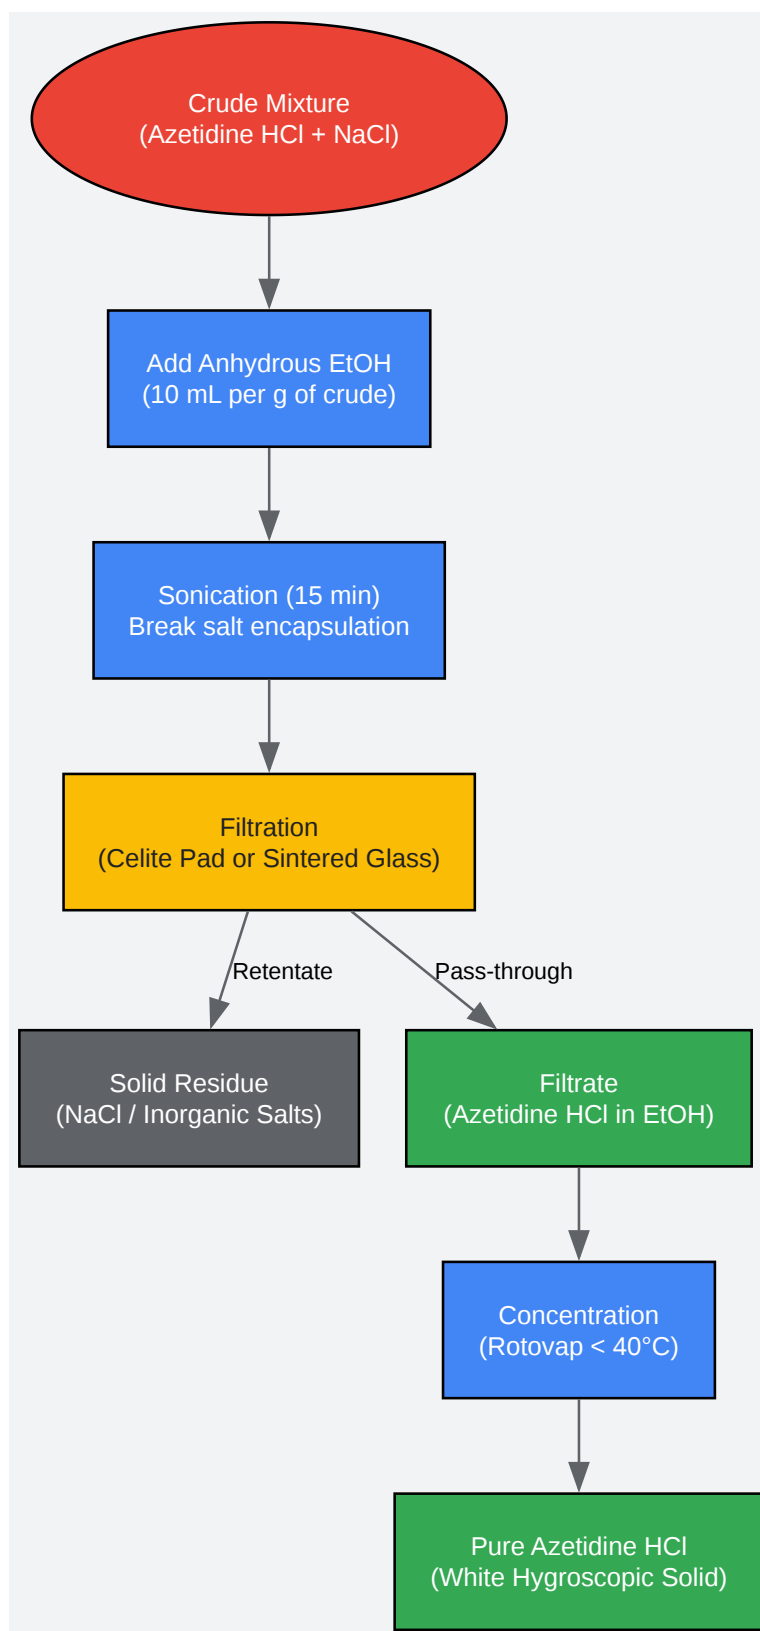 Crude Mixture
(Azetidine HCl + NaCl)
Add Anhydrous EtOH
(10 mL per g of crude)
Sonication (15 min)
Break salt encapsulation
Filtration
(Celite Pad or Sintered Glass)
Retentate
Pass-through
Solid Residue
(NaCl / Inorganic Salts)
Filtrate
(Azetidine HCl in EtOH)
Concentration
(Rotovap < 40°C)
Pure Azetidine HCl
(White Hygroscopic Solid)